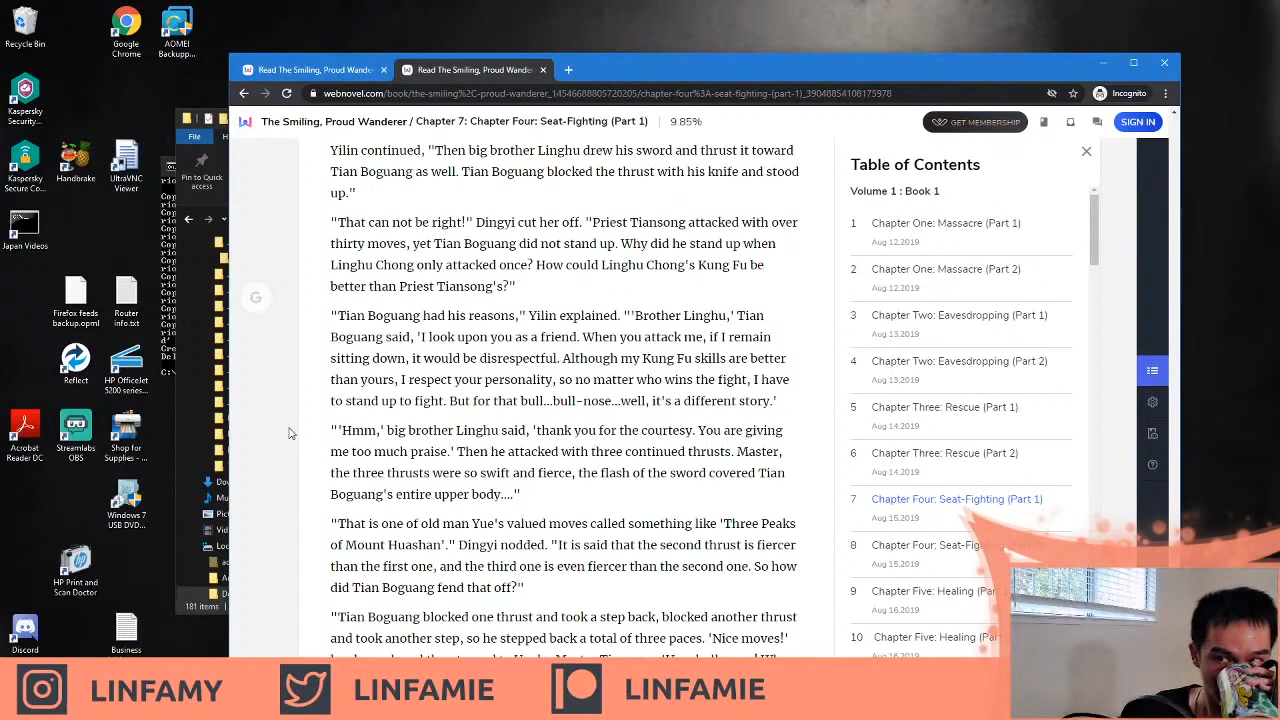 Recycle Bin
Google
Chrome
AOMEI
Backupp...
Kaspersky
Security...
Kaspersky
Secure Co...
Handbrake
UltraVNC
Viewer
Japan Videos
Firefox feeds
backup.opml
Router
info.txt
Reflect
HP OfficeJet
5200 series...
Acrobat
Reader DC
Streamlabs
OBS
Shop for
Supplies - ...
Windows 7
USB DVD...
HP Print and
Scan Doctor
Discord
Business
File
Pin to Quick
access
181 items
Read The Smiling, Proud Wande
Read The Smiling, Proud Wande
webnovel.com/book/the-smiling%2C-proud-wanderer_14546688805720205/chapter-four%3A-seat-fighting-(part-1)_39048854108175978
Incognito
The Smiling, Proud Wanderer / Chapter 7: Chapter Four: Seat-Fighting (Part 1)
9.85%
GET MEMBERSHIP
SIGN IN
Yilin continued, "Then big brother Linghu drew his sword and thrust it toward
Tian Boguang as well. Tian Boguang blocked the thrust with his knife and stood
up."
"That can not be right!" Dingyi cut her off. "Priest Tiansong attacked with over
thirty moves, yet Tian Boguang did not stand up. Why did he stand up when
Linghu Chong only attacked once? How could Linghu Chong's Kung Fu be
better than Priest Tiansong's?"
"Tian Boguang had his reasons," Yilin explained. "'Brother Linghu,' Tian
Boguang said, 'I look upon you as a friend. When you attack me, if I remain
sitting down, it would be disrespectful. Although my Kung Fu skills are better
than yours, I respect your personality, so no matter who wins the fight, I have
to stand up to fight. But for that bull...bull-nose...well, it's a different story.'
"'Hmm,' big brother Linghu said, 'thank you for the courtesy. You are giving
me too much praise.' Then he attacked with three continued thrusts. Master,
the three thrusts were so swift and fierce, the flash of the sword covered Tian
Boguang's entire upper body...."
"That is one of old man Yue's valued moves called something like 'Three Peaks
of Mount Huashan'." Dingyi nodded. "It is said that the second thrust is fiercer
than the first one, and the third one is even fiercer than the second one. So how
did Tian Boguang fend that off?"
"Tian Boguang blocked one thrust and took a step back, blocked another thrust
and took another step, so he stepped back a total of three paces. 'Nice moves!'
Table of Contents
Volume 1 : Book 1
1 Chapter One: Massacre (Part 1)
Aug 12,2019
2 Chapter One: Massacre (Part 2)
Aug 12,2019
3 Chapter Two: Eavesdropping (Part 1)
Aug 13,2019
4 Chapter Two: Eavesdropping (Part 2)
Aug 13,2019
5 Chapter Three: Rescue (Part 1)
Aug 14,2019
6 Chapter Three: Rescue (Part 2)
Aug 14,2019
7 Chapter Four: Seat-Fighting (Part 1)
Aug 15,2019
8 Chapter Four: Seat-Fighting
Aug 15,2019
9 Chapter Five: Healing (Part
Aug 16,2019
10 Chapter Five: Healing (Part
LINFAMY
LINFAMIE
LINFAMIE